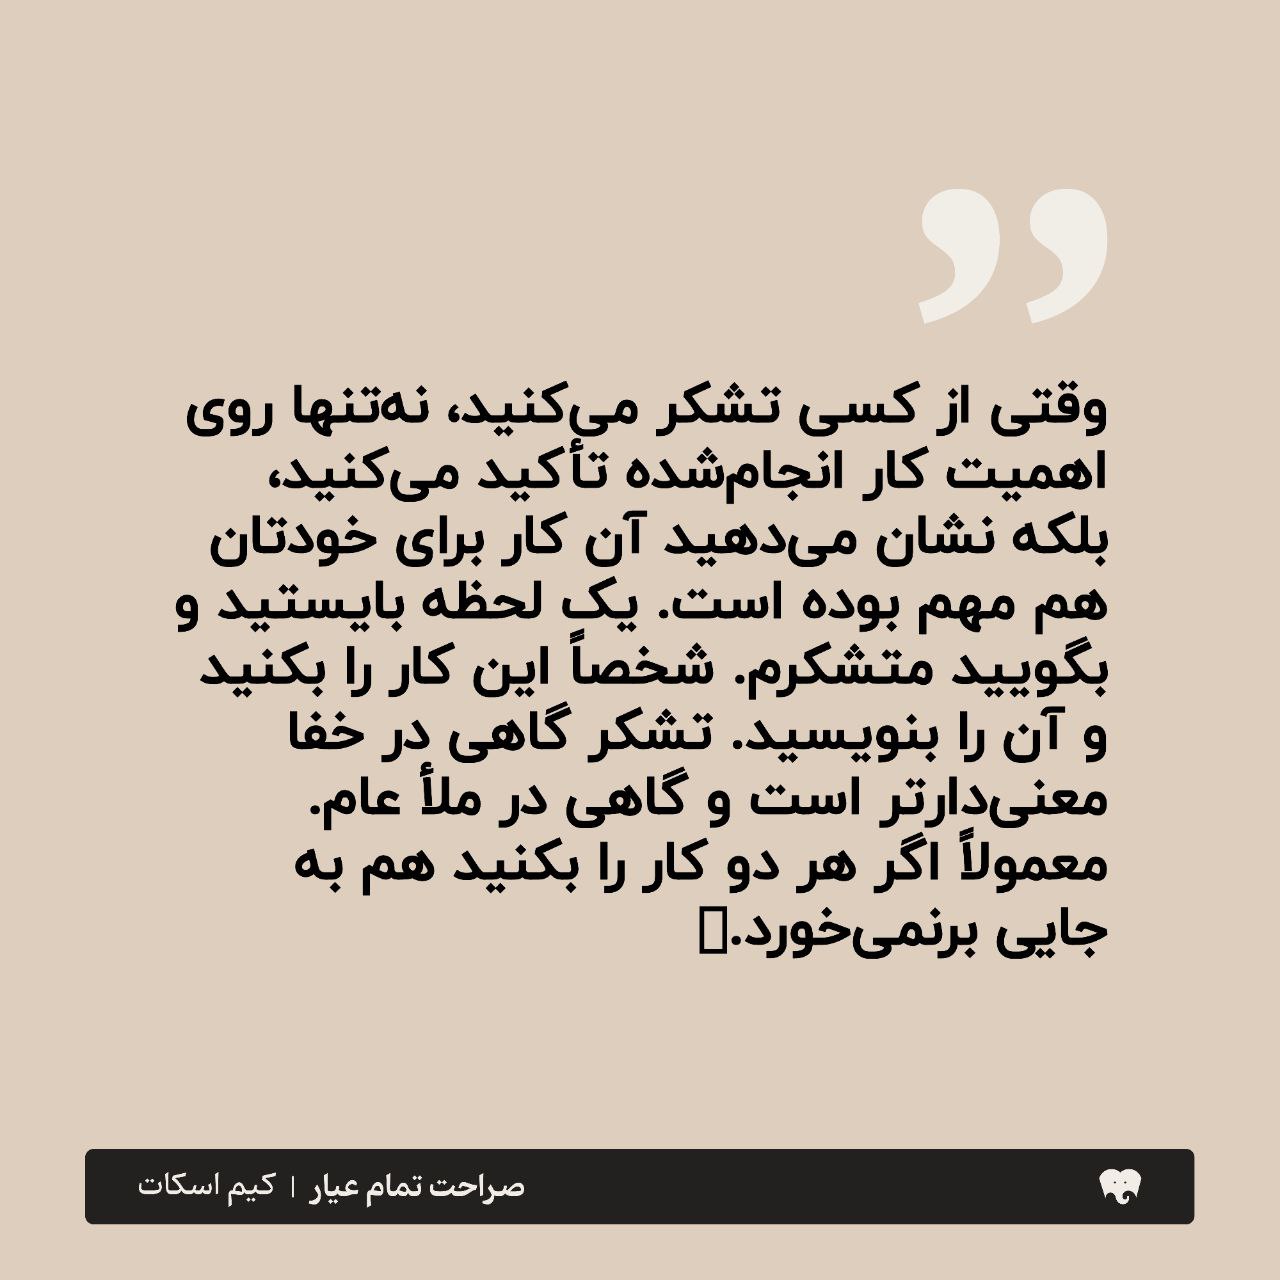 وقتی از کسی تشکر می‌کنید، نه‌تنها روی
اهمیت کار انجام‌شده تأکید می‌کنید،
بلکه نشان می‌دهید آن کار برای خودتان
هم مهم بوده است. یک لحظه بایستید و
بگویید متشکرم. شخصاً این کار را بکنید
و آن را بنویسید. تشکر گاهی در خفا
معنی‌دارتر است و گاهی در ملأ عام.
معمولاً اگر هر دو کار را بکنید هم به
جایی برنمی‌خورد.
صراحت تمام عیار | کیم اسکات